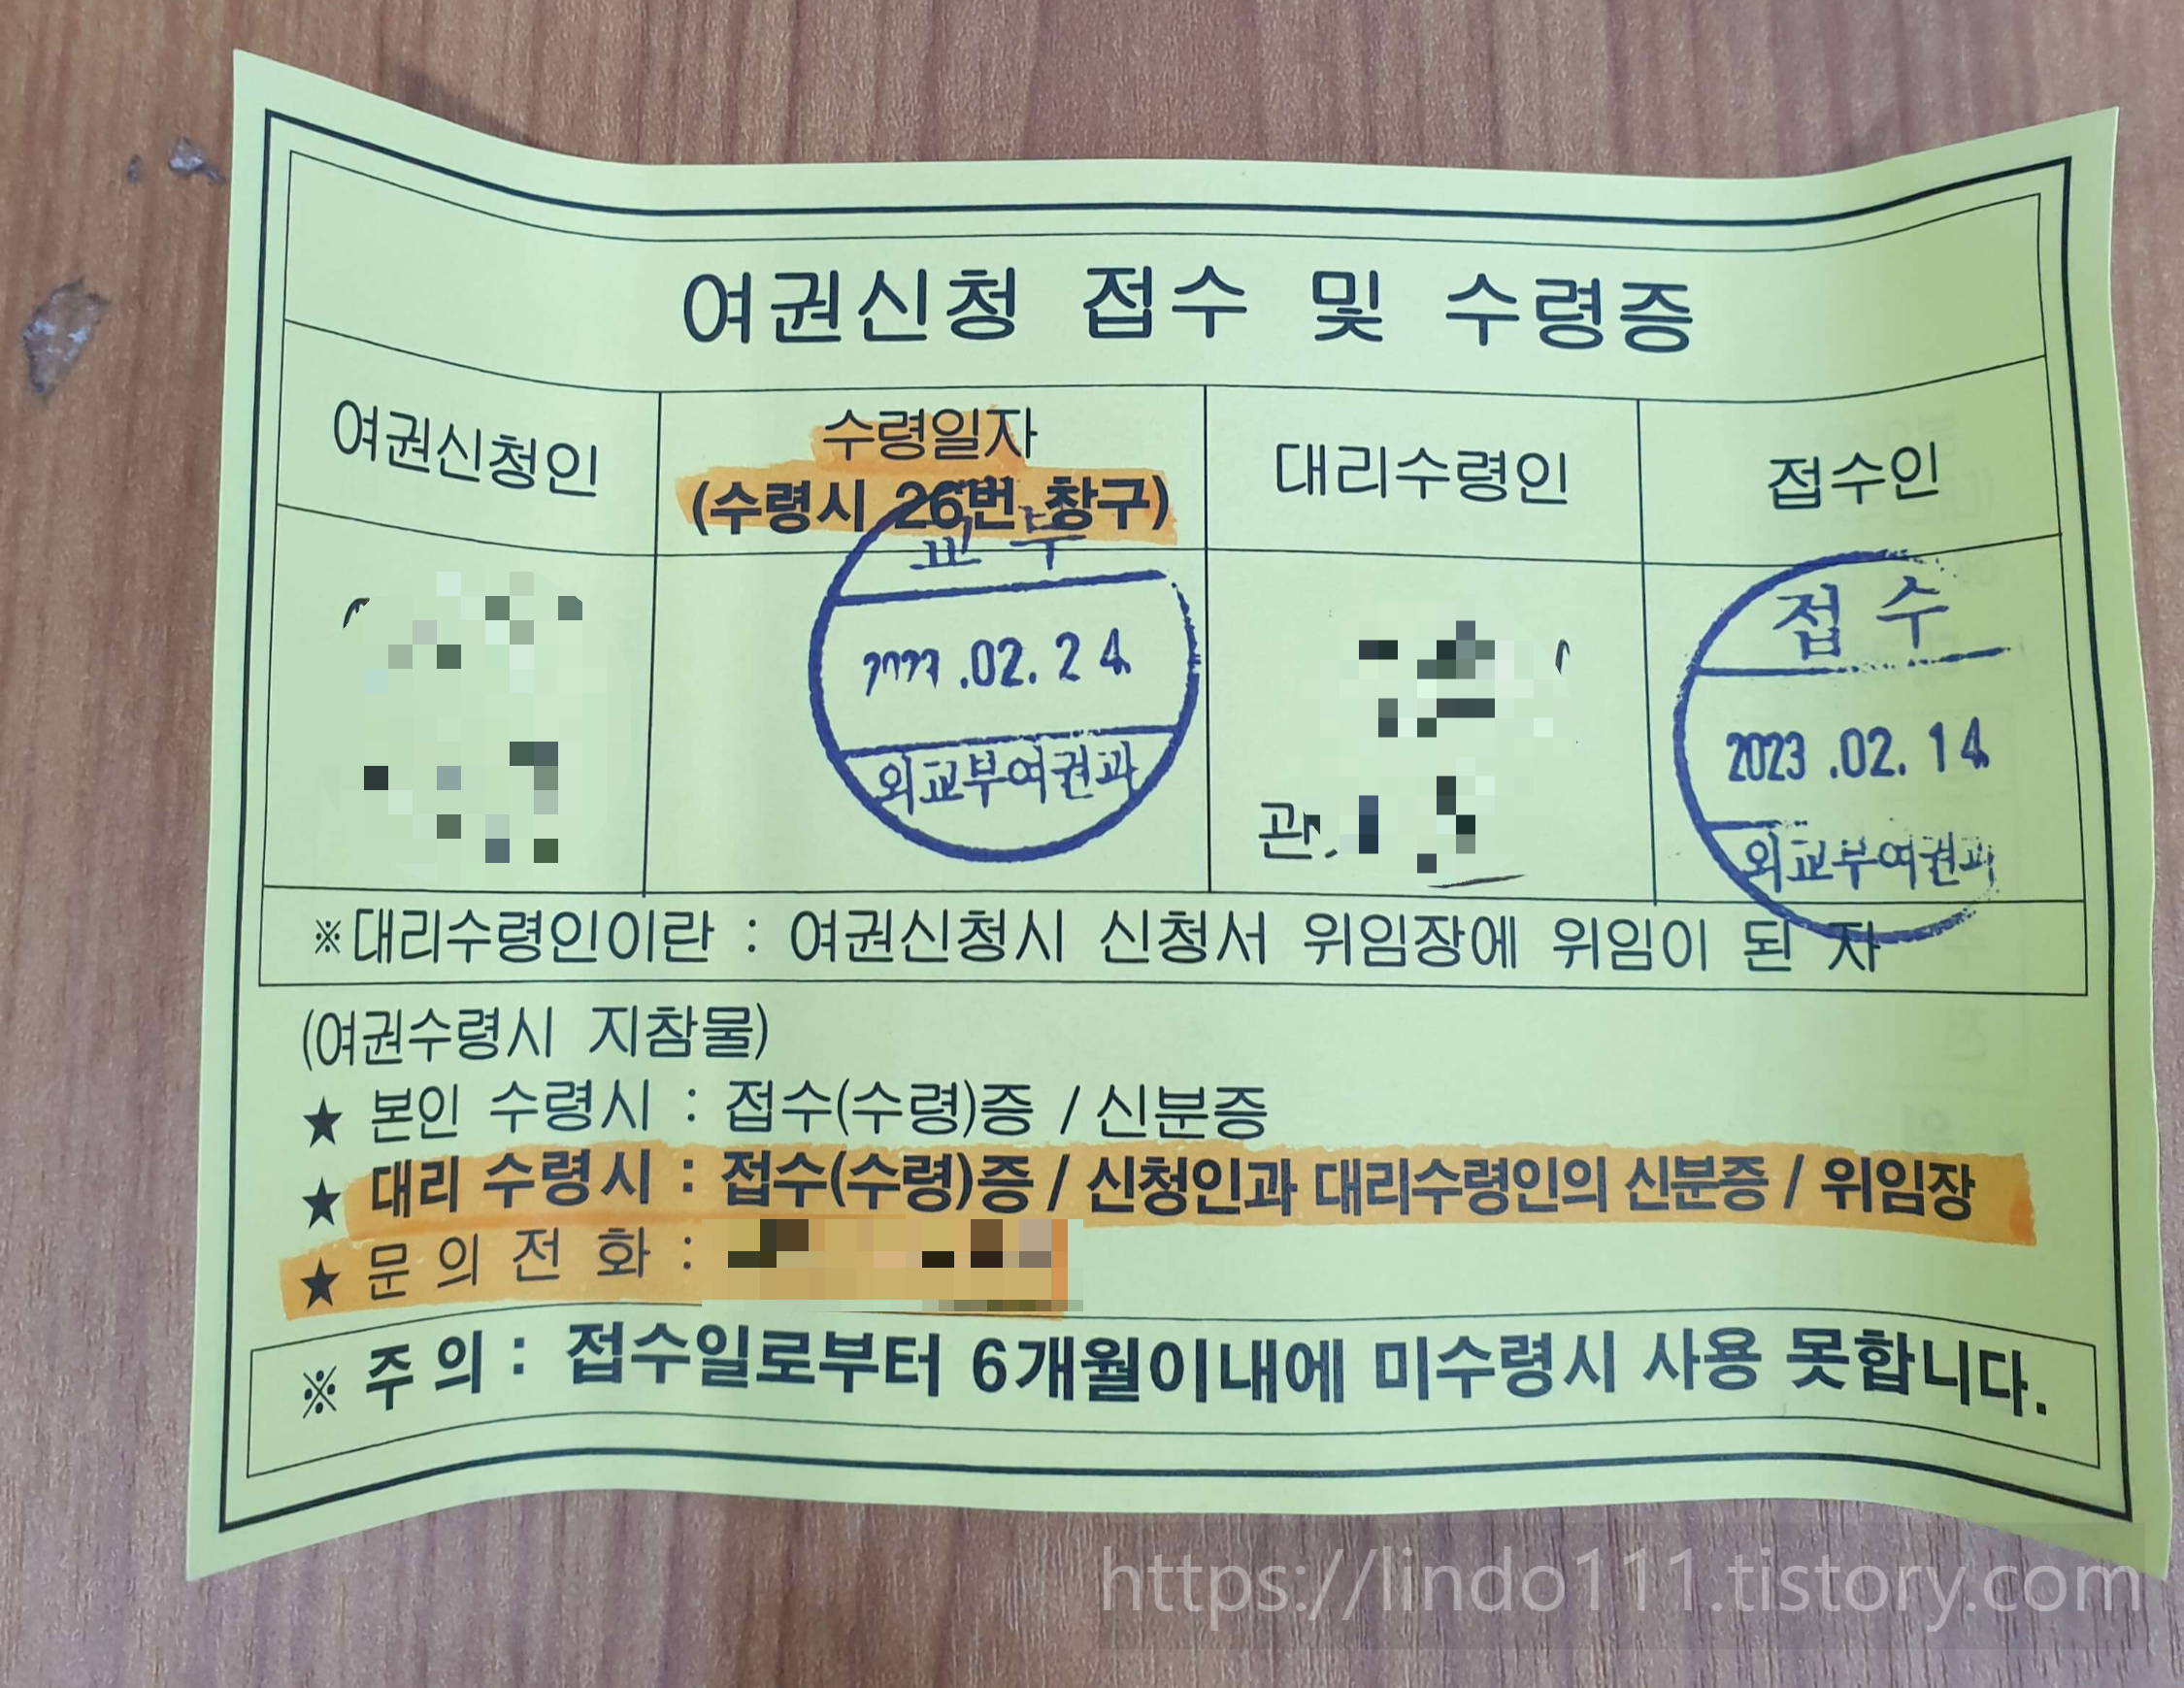 여권신청 접수 및 수령증
여권신청인
수령일자
(수령시 26번 창구)
대리수령인
접수인
교부
.02.24
외교부여권과
관
접수
2023.02.14
외교부여권과
※대리수령인이란 : 여권신청시 신청서 위임장에 위임이 된 자
(여권수령시 지참물)
★ 본인 수령시 : 접수(수령)증 / 신분증
★ 대리 수령시 : 접수(수령)증 / 신청인과 대리수령인의 신분증 / 위임장
★ 문의전화 :
※ 주의 : 접수일로부터 6개월이내에 미수령시 사용 못합니다.
https://lindo111.tistory.com